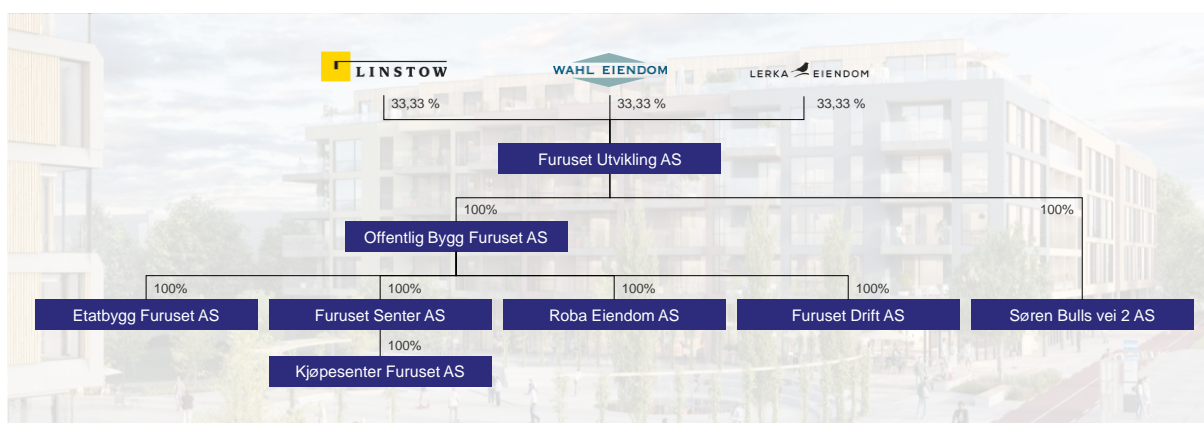 LINSTOW
WAHL EIENDOM
LERKA EIENDOM
33,33 %
33,33 %
33,33 %
Furuset Utvikling AS
100%
100%
Offentlig Bygg Furuset AS
100%
100%
100%
100%
Etatbygg Furuset AS
Furuset Senter AS
Roba Eiendom AS
Furuset Drift AS
Søren Bulls vei 2 AS
100%
Kjøpesenter Furuset AS